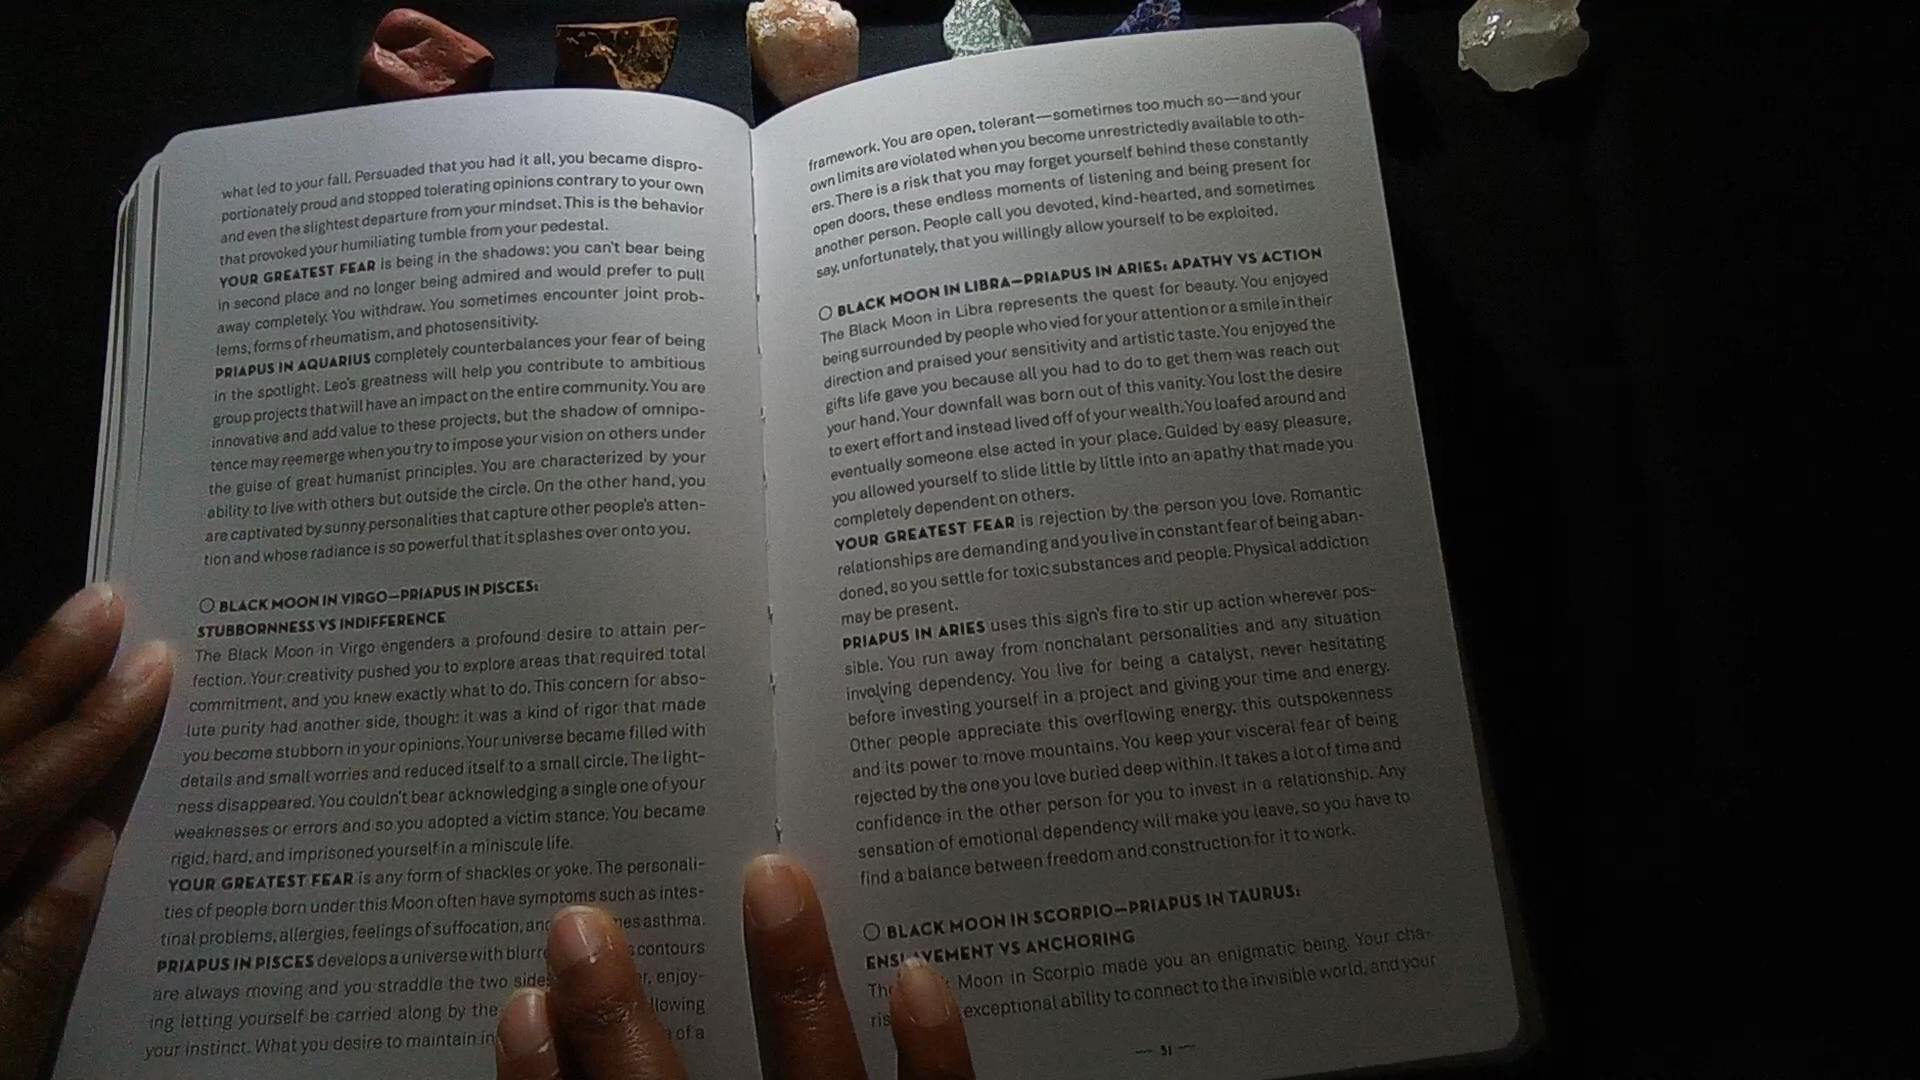 what led to your fall. Persuaded that you had it all, you became dispro-
portionately proud and stopped tolerating opinions contrary to your own
and even the slightest departure from your mindset. This is the behavior
that provoked your humiliating tumble from your pedestal.
YOUR GREATEST FEAR is being in the shadows: you can't bear being
in second place and no longer being admired and would prefer to pull
away completely. You withdraw. You sometimes encounter joint prob-
lems, forms of rheumatism, and photosensitivity.
PRIAPUS IN AQUARIUS completely counterbalances your fear of being
in the spotlight. Leo's greatness will help you contribute to ambitious
group projects that will have an impact on the entire community. You are
innovative and add value to these projects, but the shadow of omnipo-
tence may reemerge when you try to impose your vision on others under
the guise of great humanist principles. You are characterized by your
ability to live with others but outside the circle. On the other hand, you
are captivated by sunny personalities that capture other people's atten-
tion and whose radiance is so powerful that it splashes over onto you.
BLACK MOON IN VIRGO—PRIAPUS IN PISCES:
STUBBORNNESS VS INDIFFERENCE
The Black Moon in Virgo engenders a profound desire to attain per-
fection. Your creativity pushed you to explore areas that required total
commitment, and you knew exactly what to do. This concern for abso-
lute purity had another side, though: it was a kind of rigor that made
you become stubborn in your opinions. Your universe became filled with
details and small worries and reduced itself to a small circle. The light-
ness disappeared. You couldn't bear acknowledging a single one of your
weaknesses or errors and so you adopted a victim stance. You became
rigid, hard, and imprisoned yourself in a miniscule life.
YOUR GREATEST FEAR is any form of shackles or yoke. The personali-
ties of people born under this Moon often have symptoms such as intes-
tinal problems, allergies, feelings of suffocation, and asthma.
PRIAPUS IN PISCES develops a universe with contours
are always moving and you straddle the two enjoy-
ing letting yourself be carried along by the
your instinct. What you desire to maintain in of a
framework. You are open, tolerant—sometimes too much so—and your
own limits are violated when you become unrestrictedly available to oth-
ers. There is a risk that you may forget yourself behind these constantly
open doors, these endless moments of listening and being present for
another person. People call you devoted, kind-hearted, and sometimes
say, unfortunately, that you willingly allow yourself to be exploited.
BLACK MOON IN LIBRA—PRIAPUS IN ARIES: APATHY VS ACTION
The Black Moon in Libra represents the quest for beauty. You enjoyed
being surrounded by people who vied for your attention or a smile in their
direction and praised your sensitivity and artistic taste. You enjoyed the
gifts life gave you because all you had to do to get them was reach out
your hand. Your downfall was born out of this vanity. You lost the desire
to exert effort and instead lived off of your wealth. You loafed around and
eventually someone else acted in your place. Guided by easy pleasure,
you allowed yourself to slide little by little into an apathy that made you
completely dependent on others.
YOUR GREATEST FEAR is rejection by the person you love. Romantic
relationships are demanding and you live in constant fear of being aban-
doned, so you settle for toxic substances and people. Physical addiction
may be present.
PRIAPUS IN ARIES uses this sign's fire to stir up action wherever pos-
sible. You run away from nonchalant personalities and any situation
involving dependency. You live for being a catalyst, never hesitating
before investing yourself in a project and giving your time and energy.
Other people appreciate this overflowing energy, this outspokenness
and its power to move mountains. You keep your visceral fear of being
rejected by the one you love buried deep within. It takes a lot of time and
confidence in the other person for you to invest in a relationship. Any
sensation of emotional dependency will make you leave, so you have to
find a balance between freedom and construction for it to work.
BLACK MOON IN SCORPIO—PRIAPUS IN TAURUS:
ENSLAVEMENT VS ANCHORING
Moon in Scorpio made you an enigmatic being. Your cha-
exceptional ability to connect to the invisible world, and your
— 51 —